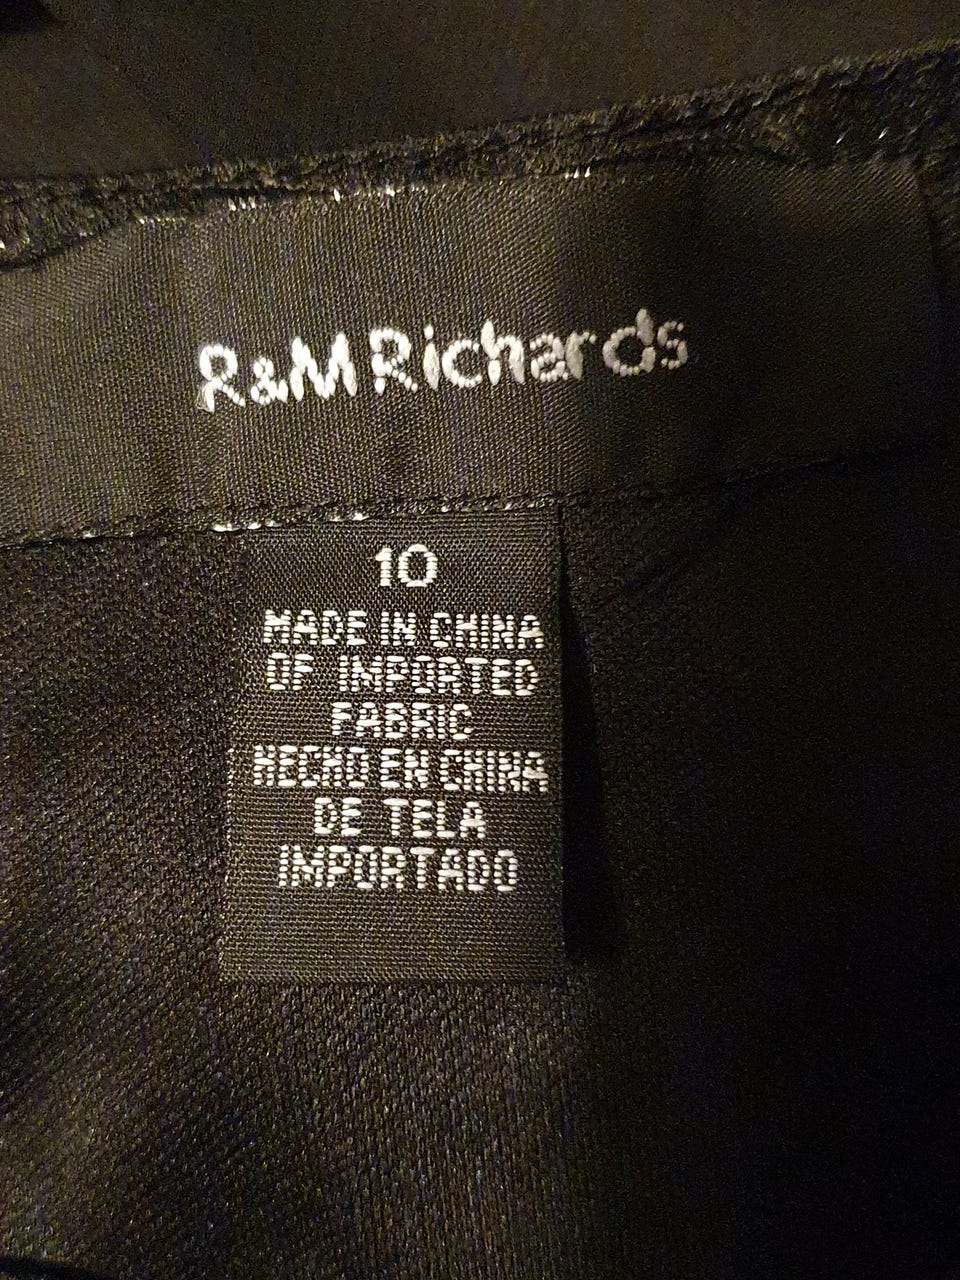 R&M Richards
10
MADE IN CHINA
OF IMPORTED
FABRIC
HECHO EN CHINA
DE TELA
IMPORTADO